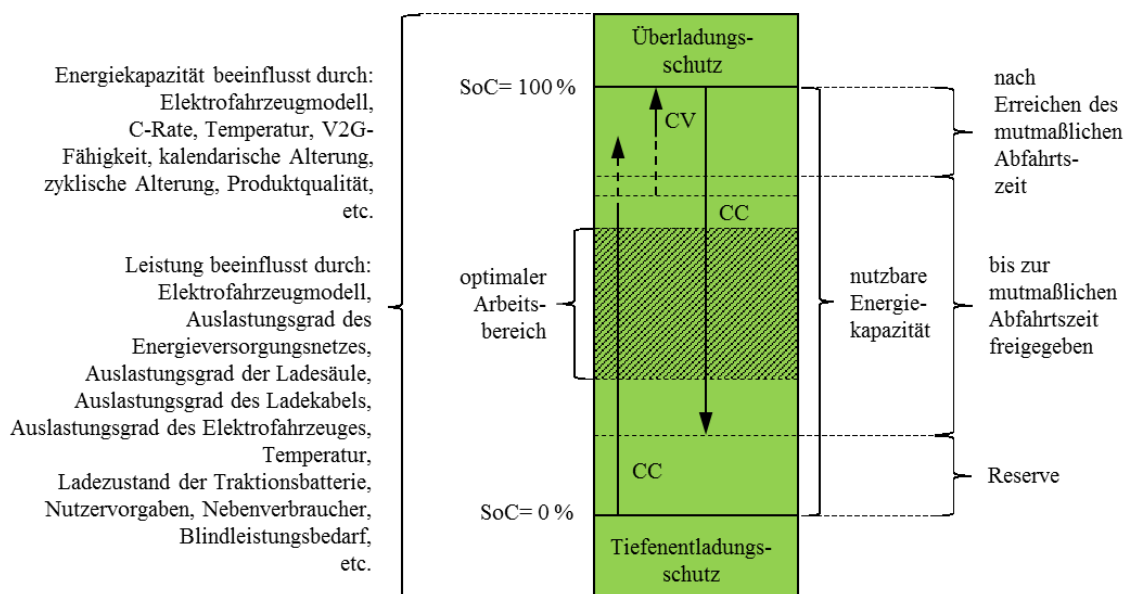 Energiekapazität beeinflusst durch:
Elektrofahrzeugmodell,
C-Rate, Temperatur, V2G-
Fähigkeit, kalendarische Alterung,
zyklische Alterung, Produktqualität,
etc.
Leistung beeinflusst durch:
Elektrofahrzeugmodell,
Auslastungsgrad des
Energieversorgungsnetzes,
Auslastungsgrad der Ladesäule,
Auslastungsgrad des Ladekabels,
Auslastungsgrad des Elektrofahrzeuges,
Temperatur,
Ladezustand der Traktionsbatterie,
Nutzervorgaben, Nebenverbraucher,
Blindleistungsbedarf,
etc.
SoC= 100 %
optimaler
Arbeits-
bereich
SoC= 0 %
Überladungs-
schutz
CV
CC
CC
Tiefenentladungs-
schutz
nutzbare
Energie-
kapazität
nach
Erreichen des
mutmaßlichen
Abfahrts-
zeit
bis zur
mutmaßlichen
Abfahrtszeit
freigegeben
Reserve